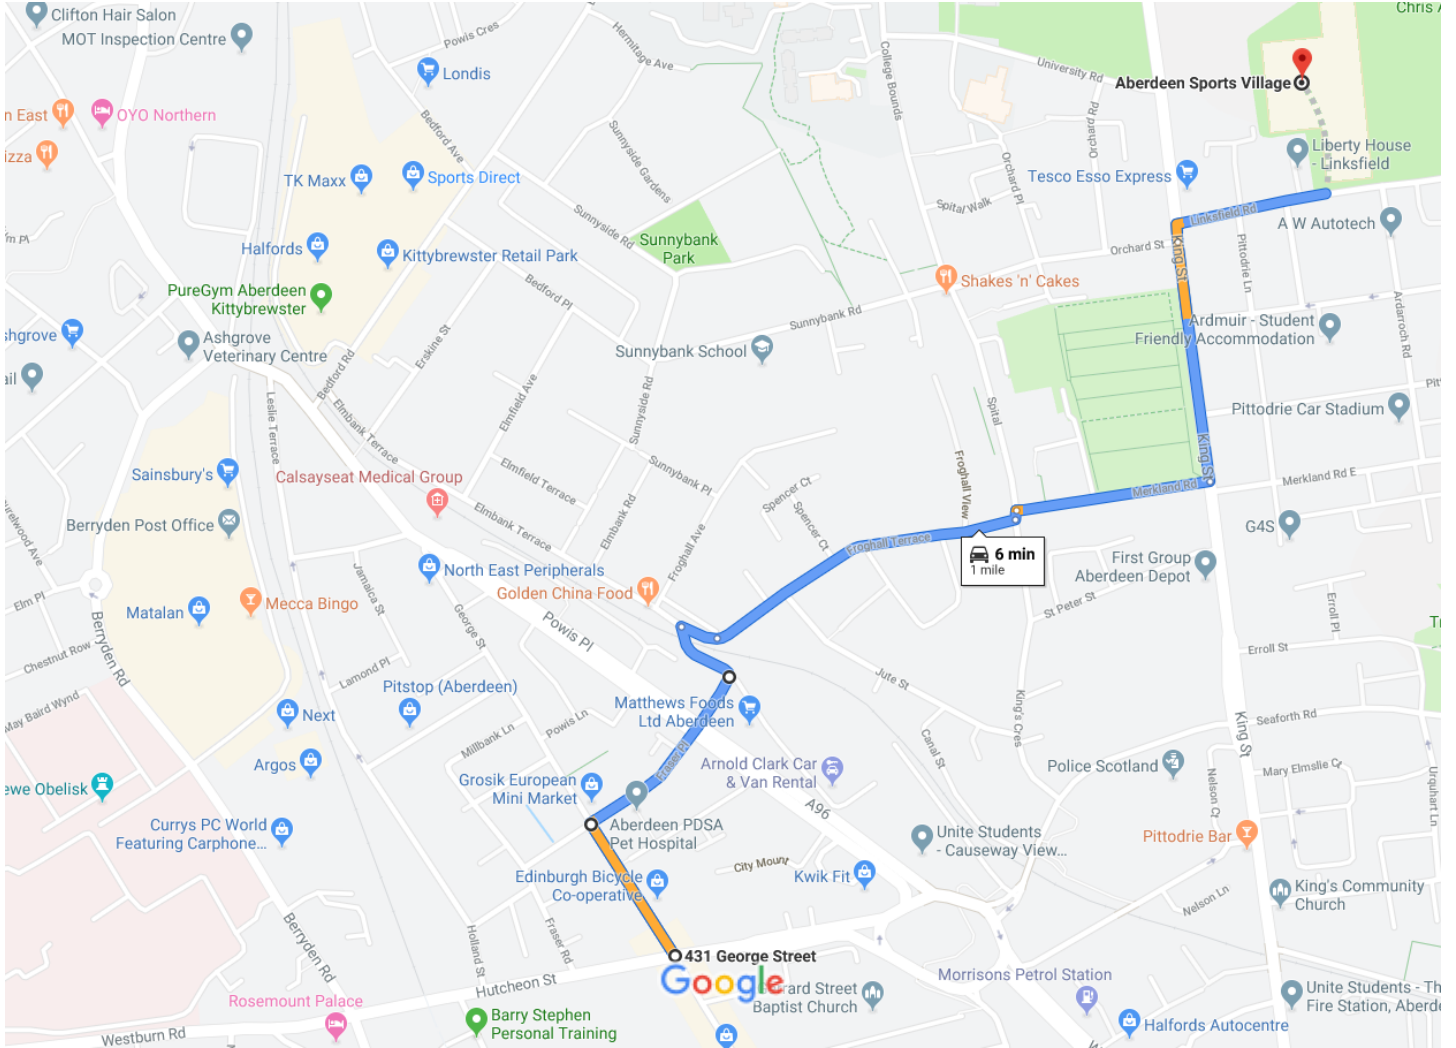 Clifton Hair Salon
MOT Inspection Centre
Powis Cres
Hermitage Ave
Chris A
Londis
College Bounds
University Rd
Aberdeen Sports Village
n East
OYO Northern
Bedford Ave
Sunnyside Gardens
Orchard Rd
Liberty House
- Linksfield
izza
TK Maxx
Sports Direct
Orchard Pl
Tesco Esso Express
Spital Walk
Linksfield Rd
A W Autotech
Sunnyside Rd
Sunnybank
Park
Halfords
Kittybrewster Retail Park
Orchard St
King St
Pittodrie Ln
PureGym Aberdeen
Kittybrewster
Bedford Pl
Shakes 'n' Cakes
Sunnybank Rd
Ardmuir - Student
Friendly Accommodation
Ardarroch Rd
shgrove
Ashgrove
Veterinary Centre
Erskine St
Sunnybank School
ail
Bedford Rd
Leslie Terrace
Elmbank Terrace
Elmfield Ave
Sunnyside Rd
Spital
Pit
Pittodrie Car Stadium
Sainsbury's
Calsayseat Medical Group
Elmfield Terrace
Sunnybank Pl
Spencer Ct
Spencer Ct
Froghall View
King St
Merkland Rd
Merkland Rd E
Berryden Post Office
Elmbank Terrace
Elmbank Rd
Froghall Ave
Froghall Terrace
G4S
6 min
1 mile
First Group
Aberdeen Depot
North East Peripherals
Golden China Food
Jamaica St
Elm Pl
Matalan
Mecca Bingo
George St
Powis Pl
St Peter St
Erroll Pl
Berryden Rd
Chestnut Row
Erroll St
Lamond Pl
Jute St
Pitstop (Aberdeen)
May Baird Wynd
Next
Matthews Foods
Ltd Aberdeen
Powis Ln
Millbank Ln
King's Cres
Canal St
King St
Seaforth Rd
Argos
Fraser Pl
Grosik European
Mini Market
Arnold Clark Car
& Van Rental
Police Scotland
Mary Elmslie Ct
Nelson Ct
Urquhart Ln
ewe Obelisk
A96
Currys PC World
Featuring Carphone...
Aberdeen PDSA
Pet Hospital
Unite Students
- Causeway View...
Pittodrie Bar
City Mount
Edinburgh Bicycle
Co-operative
Kwik Fit
King's Community
Church
Nelson Ln
Berryden Rd
Holland St
Fraser Rd
431 George Street
Google
Hutcheon St
rard Street
Baptist Church
Morrisons Petrol Station
Unite Students - Th
Fire Station, Aberde
Rosemount Palace
Barry Stephen
Personal Training
Halfords Autocentre
Westburn Rd